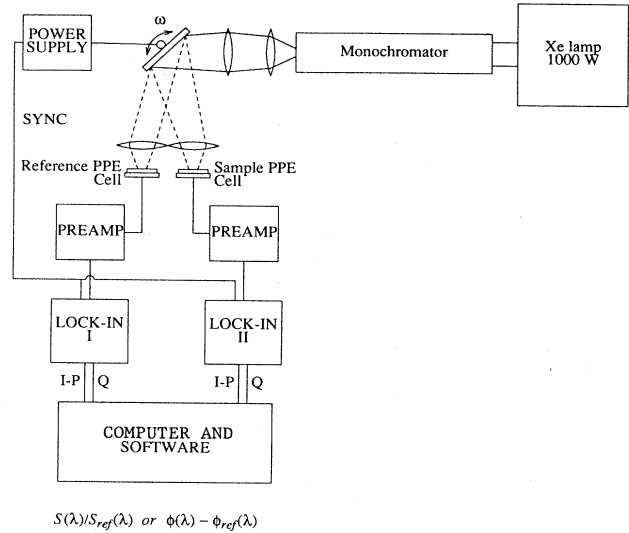 POWER
SUPPLY
ω
Monochromator
Xe lamp
1000 W
SYNC
Reference PPE
Cell
Sample PPE
Cell
PREAMP
PREAMP
LOCK-IN
I
LOCK-IN
II
I-P
Q
I-P
Q
COMPUTER AND
SOFTWARE
S(λ)/S_ref(λ) or ϕ(λ) – ϕ_ref(λ)